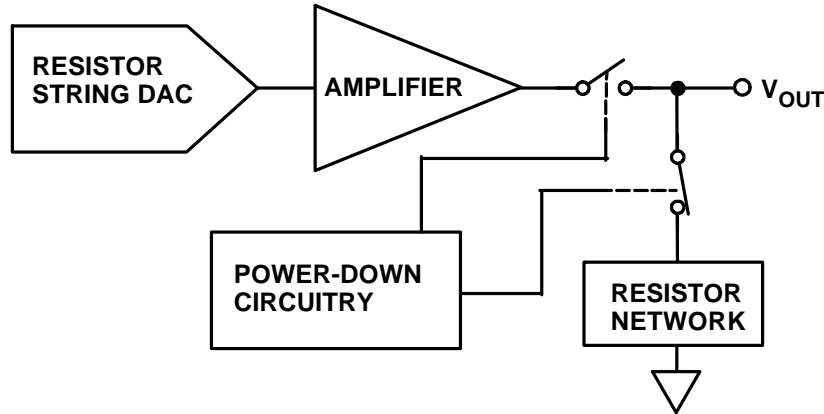 RESISTOR
STRING DAC
AMPLIFIER
VOUT
POWER-DOWN
CIRCUITRY
RESISTOR
NETWORK